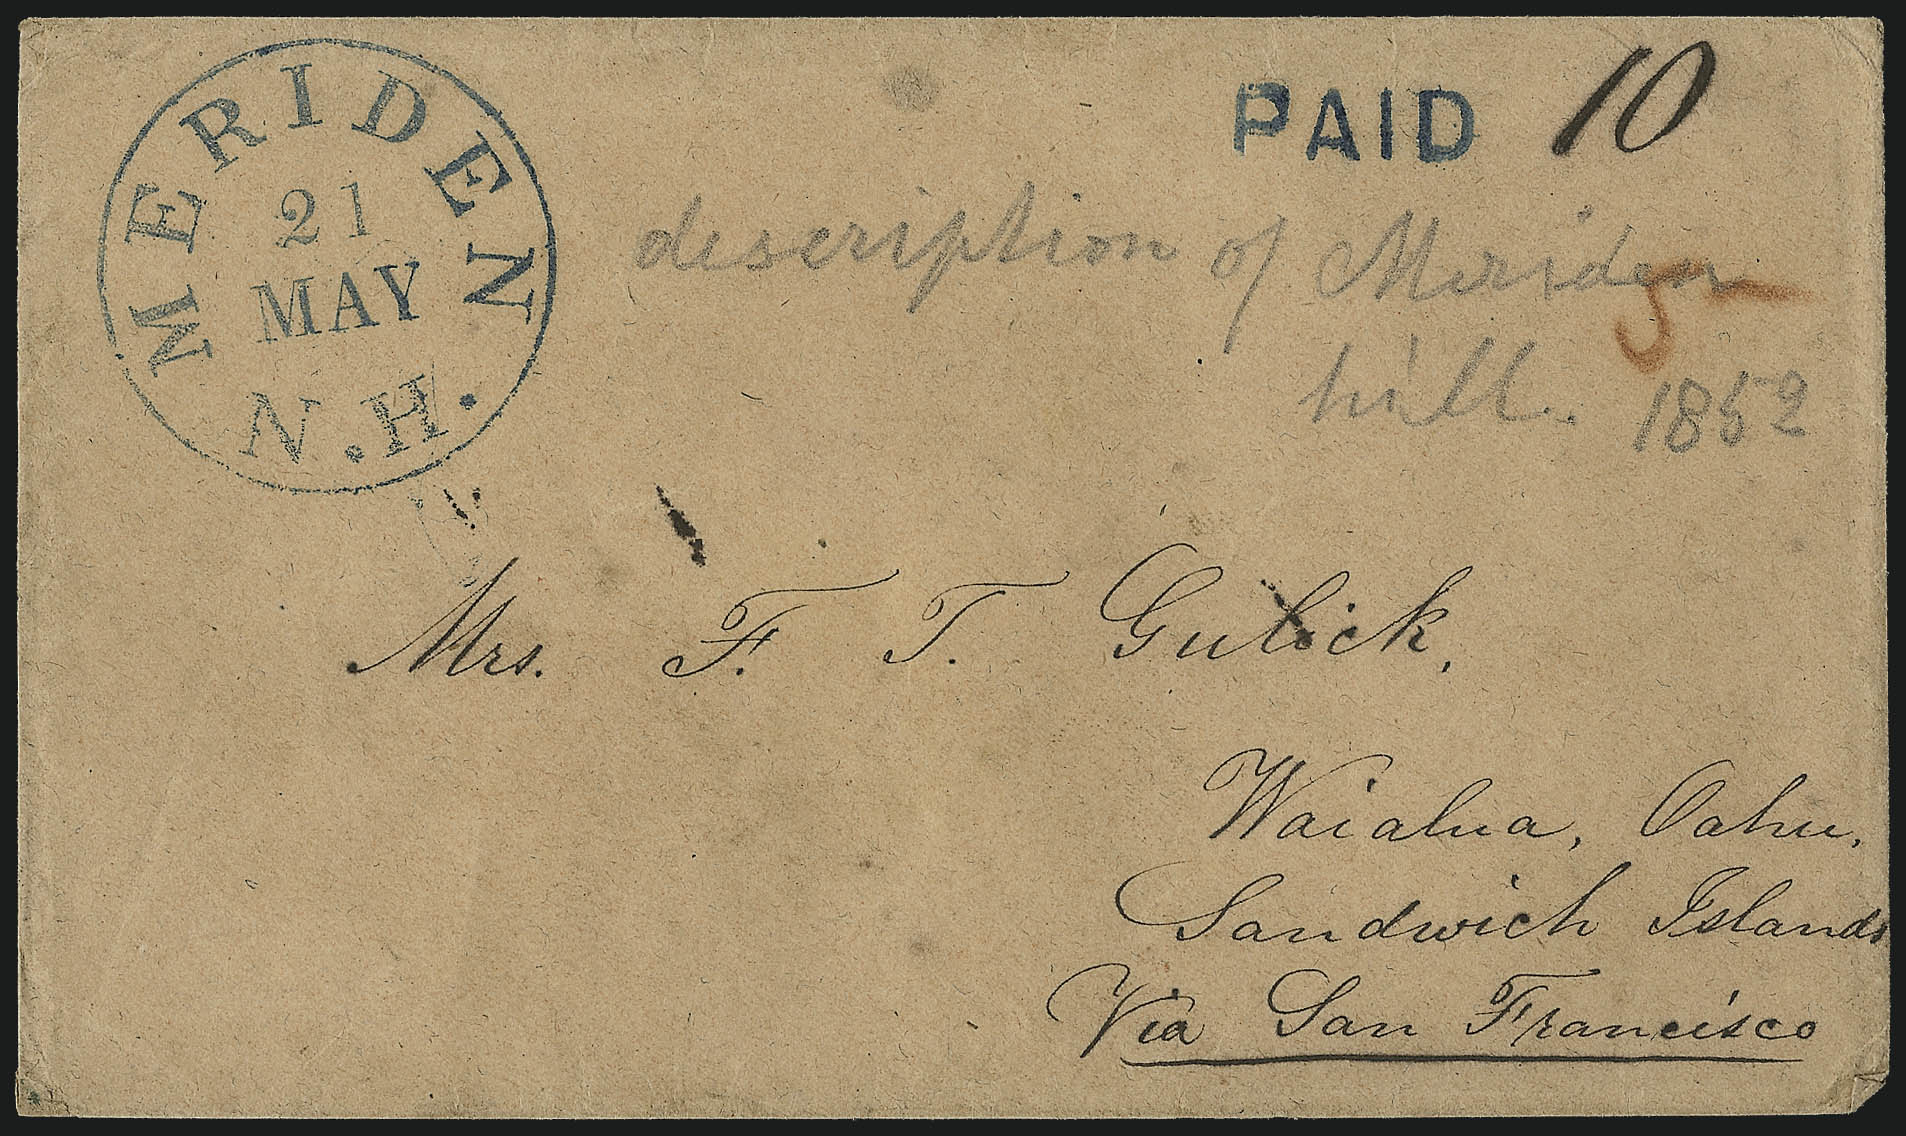 MERIDEN
21
MAY
N.H.
PAID 10
description of Meriden
5
hill. 1852
Mrs. F. T. Gulick,
Waialua, Oahu,
Sandwich Islands
Via San Francisco